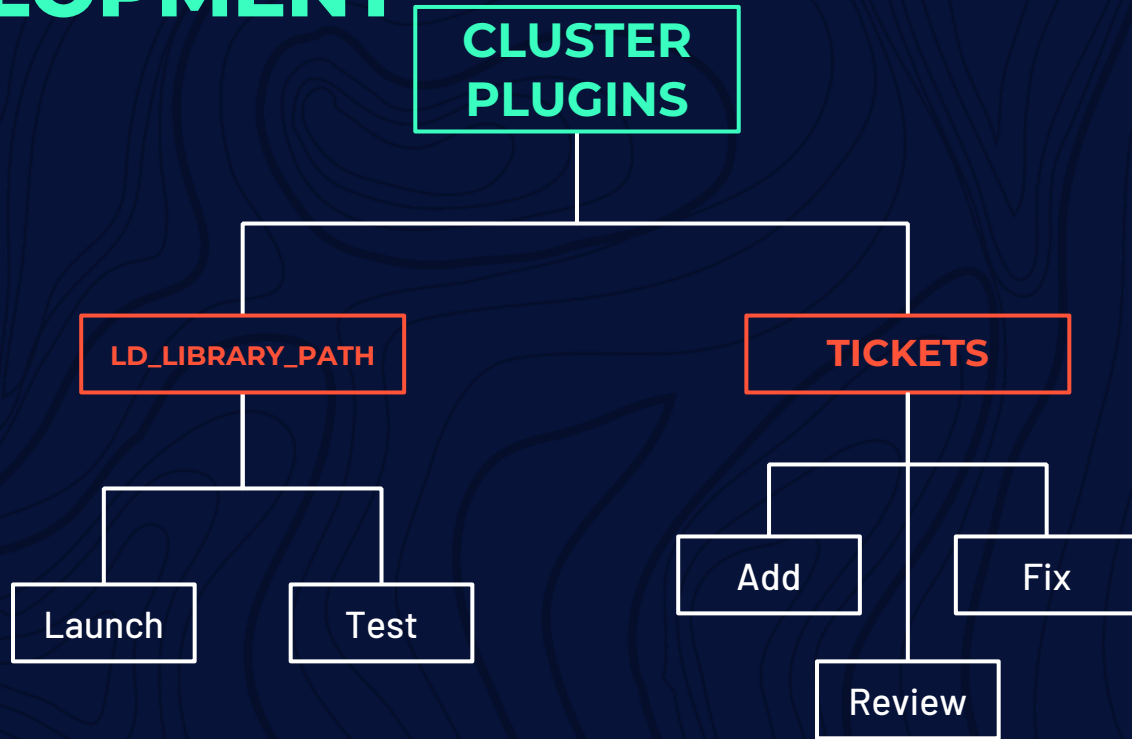 CLUSTER
PLUGINS
LD_LIBRARY_PATH
TICKETS
Launch
Test
Add
Fix
Review